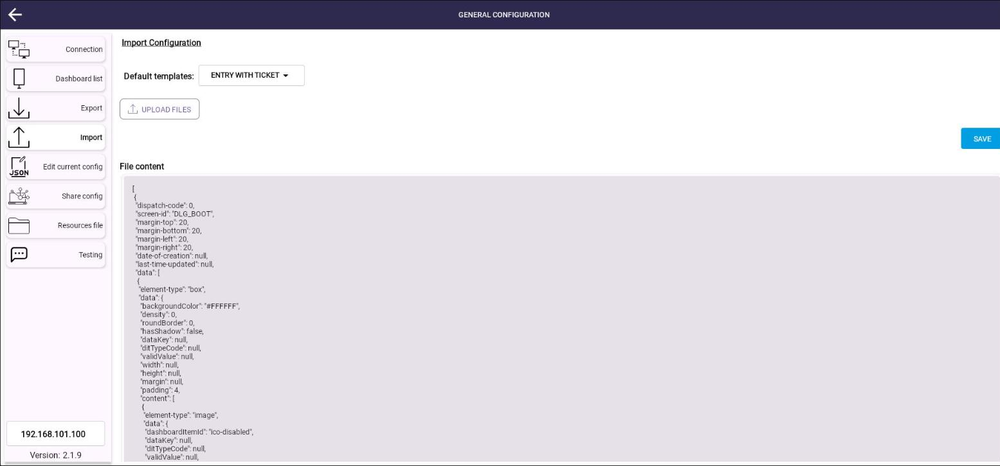 GENERAL CONFIGURATION
Connection
Dashboard list
Export
Import
JSON
Edit current config
Share config
Resources file
Testing
192.168.101.100
Version: 2.1.9
Import Configuration
Default templates: ENTRY WITH TICKET
UPLOAD FILES
SAVE
File content
[
{
"dispatch-code": 0,
"screen-id": "DLG_BOOT",
"margin-top": 20,
"margin-bottom": 20,
"margin-left": 20,
"margin-right": 20,
"date-of-creation": null,
"last-time-updated": null,
"data": [
{
"element-type": "box",
"data": {
"backgroundColor": "#FFFFFF",
"density": 0,
"roundBorder": 0,
"hasShadow": false,
"dataKey": null,
"ditTypeCode": null,
"validValue": null,
"width": null,
"height": null,
"margin": null,
"padding": 4,
"content": [
{
"element-type": "image",
"data": {
"dashboardItemId": "ico-disabled",
"dataKey": null,
"ditTypeCode": null,
"validValue": null,